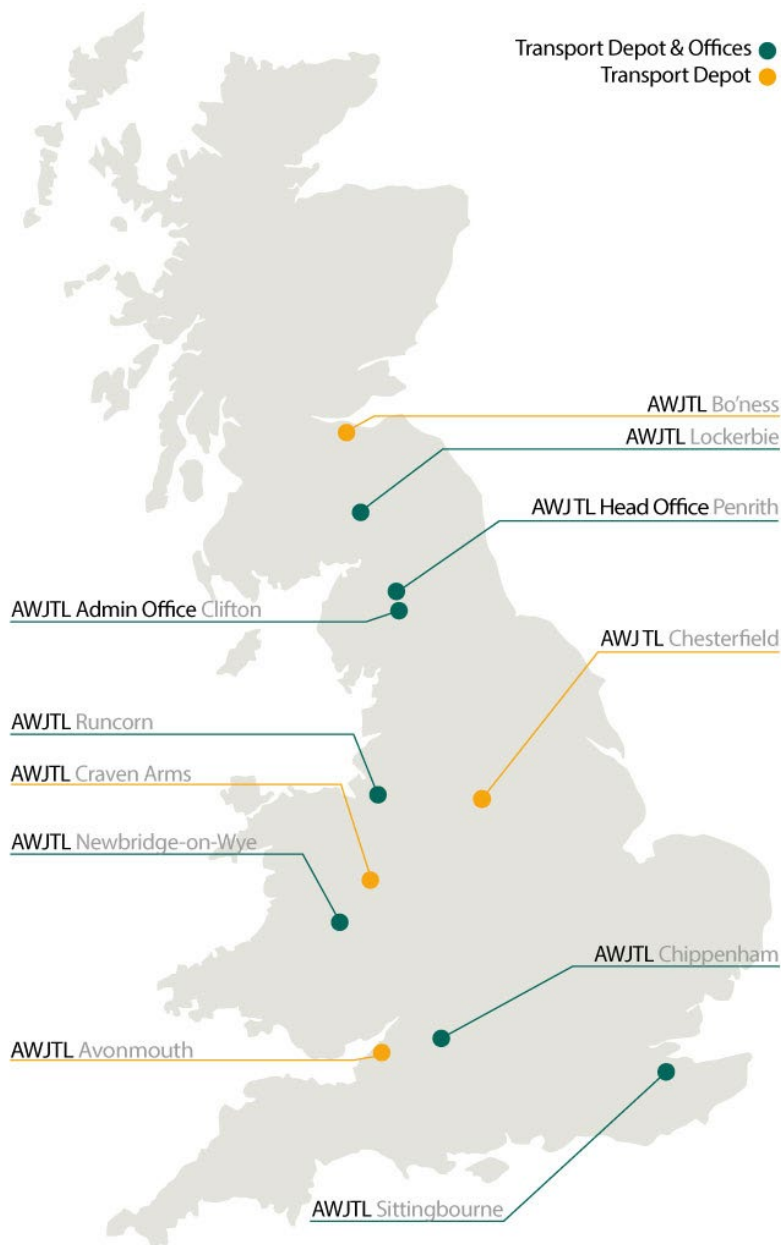 Transport Depot & Offices
Transport Depot
AWJTL Bo'ness
AWJTL Lockerbie
AWJTL Head Office Penrith
AWJTL Admin Office Clifton
AWJTL Chesterfield
AWJTL Runcorn
AWJTL Craven Arms
AWJTL Newbridge-on-Wye
AWJTL Chippenham
AWJTL Avonmouth
AWJTL Sittingbourne